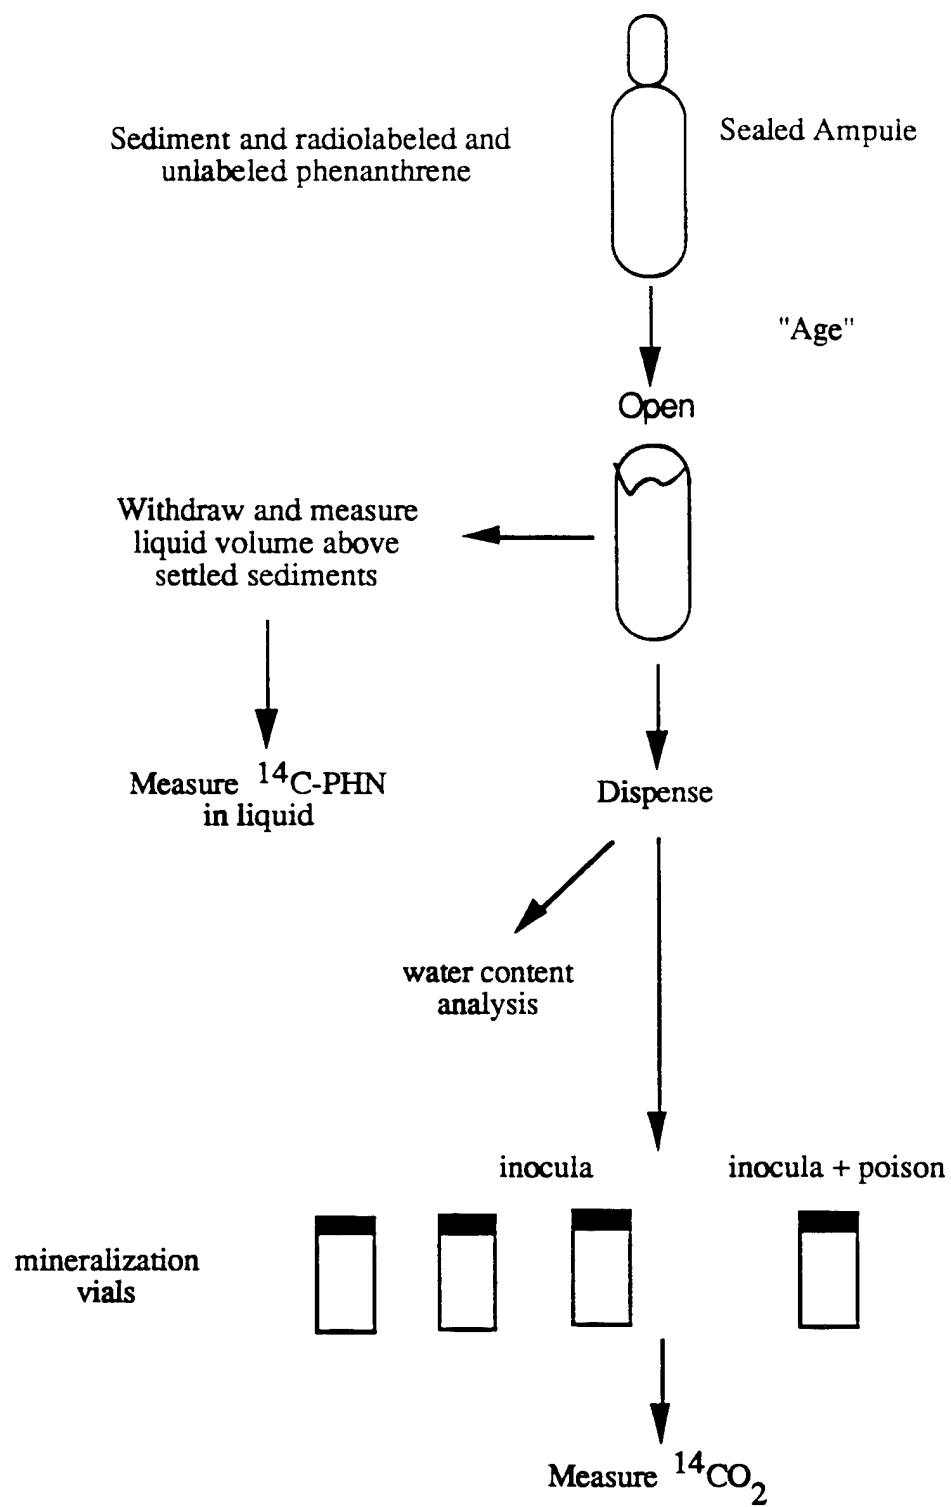 Sealed Ampule
Sediment and radiolabeled and
unlabeled phenanthrene
"Age"
Open
Withdraw and measure
liquid volume above
settled sediments
Measure ¹⁴C-PHN
in liquid
Dispense
water content
analysis
inocula
inocula + poison
mineralization
vials
Measure ¹⁴CO₂